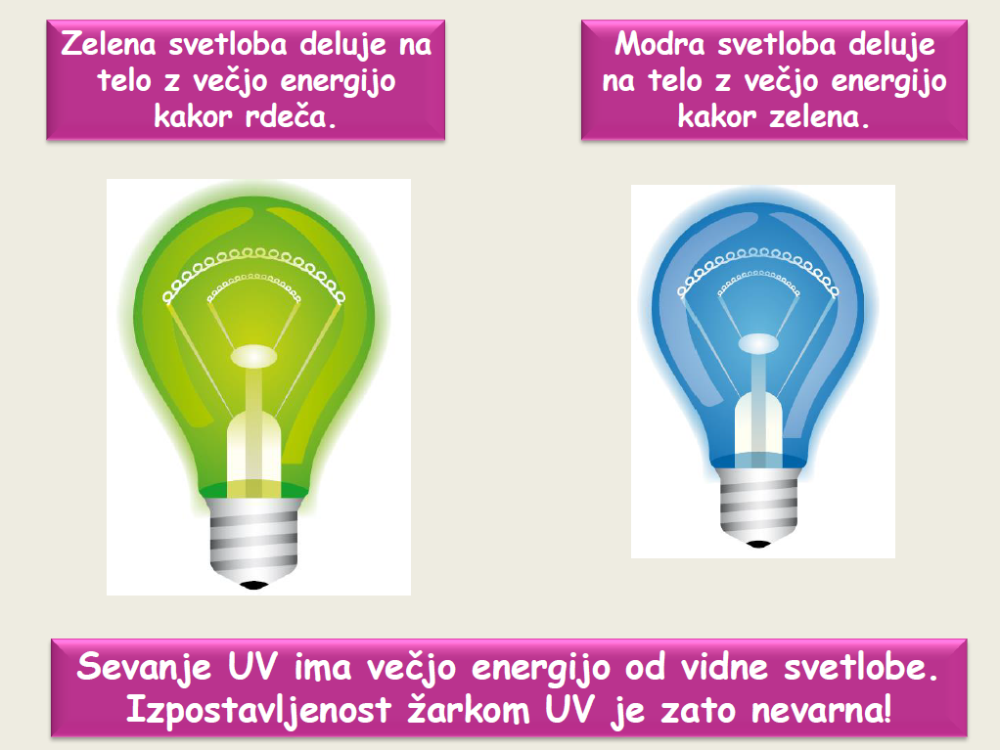 Zelena svetloba deluje na
telo z večjo energijo
kakor rdeča.
Modra svetloba deluje
na telo z večjo energijo
kakor zelena.
Sevanje UV ima večjo energijo od vidne svetlobe.
Izpostavljenost žarkom UV je zato nevarna!